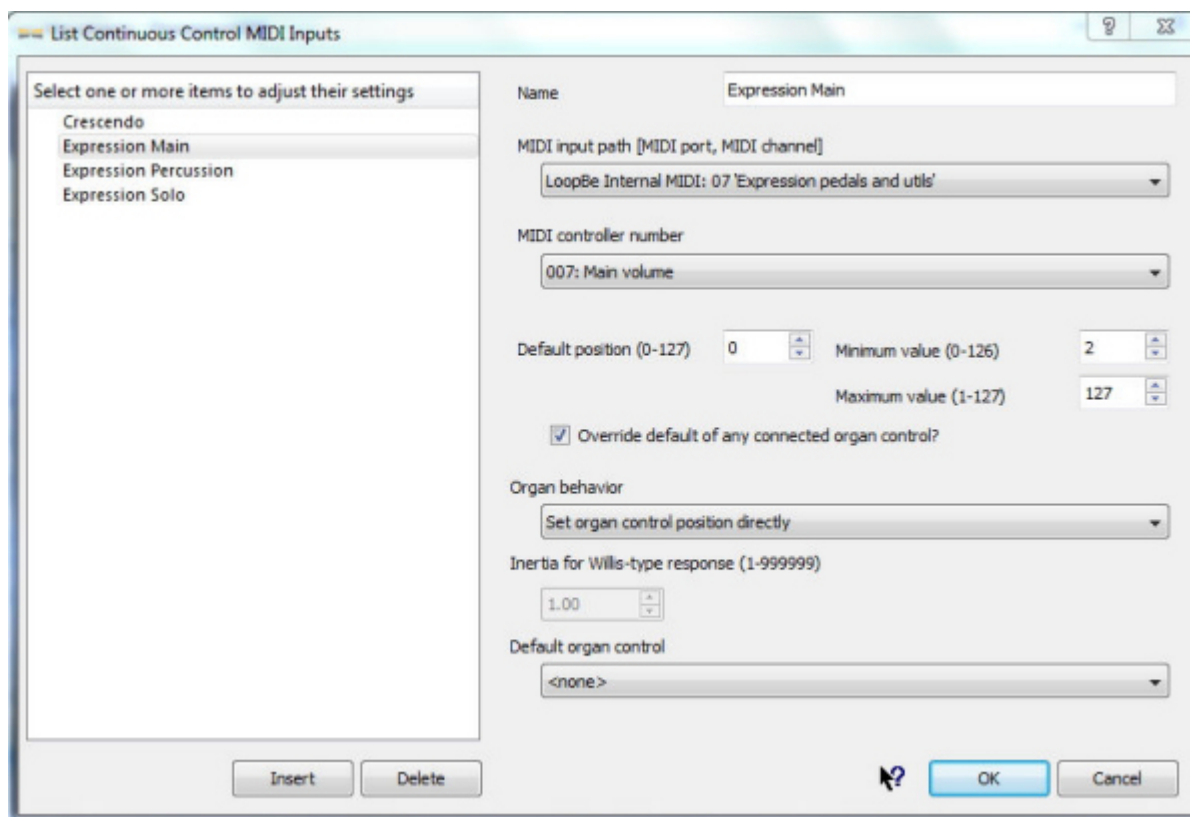 List Continuous Control MIDI Inputs
Select one or more items to adjust their settings
Crescendo
Expression Main
Expression Percussion
Expression Solo
Name
Expression Main
MIDI input path [MIDI port, MIDI channel]
LoopBe Internal MIDI: 07 'Expression pedals and utils'
MIDI controller number
007: Main volume
Default position (0-127)
0
Minimum value (0-126)
2
Maximum value (1-127)
127
Override default of any connected organ control?
Organ behavior
Set organ control position directly
Inertia for Willis-type response (1-999999)
1.00
Default organ control
<none>
Insert
Delete
?
OK
Cancel